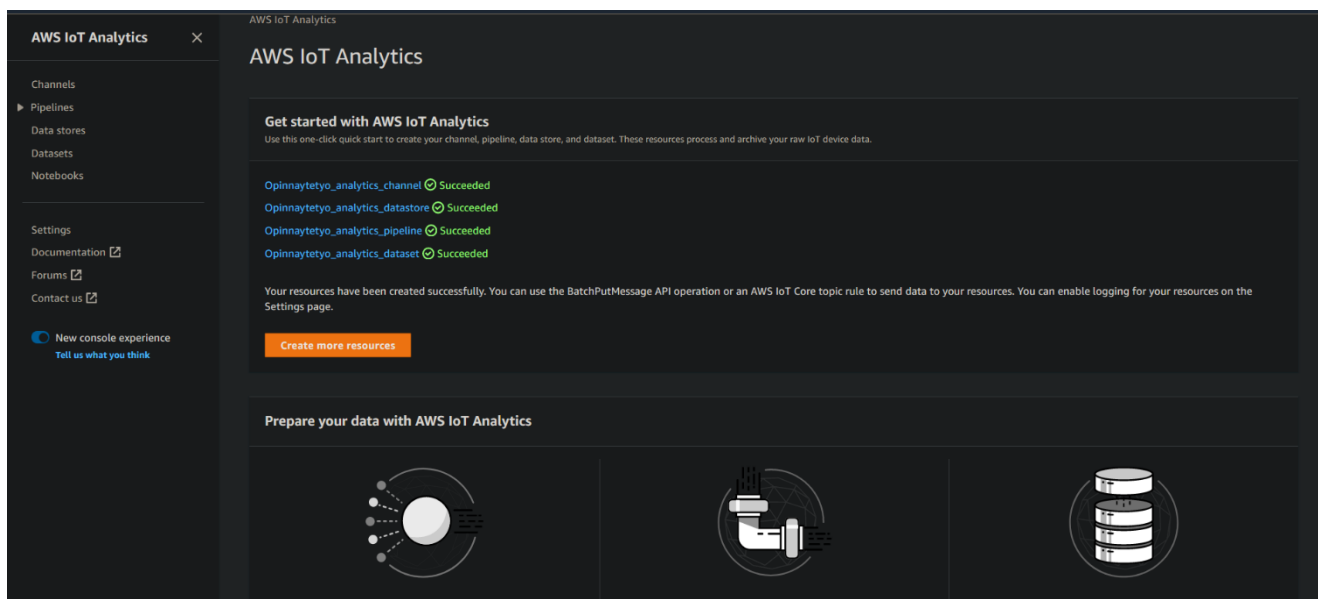 AWS IoT Analytics
Channels
Pipelines
Data stores
Datasets
Notebooks
Settings
Documentation
Forums
Contact us
New console experience
Tell us what you think
AWS IoT Analytics
AWS IoT Analytics
Get started with AWS IoT Analytics
Use this one-click quick start to create your channel, pipeline, data store, and dataset. These resources process and archive your raw IoT device data.
Opinnaytetyo_analytics_channel Succeeded
Opinnaytetyo_analytics_datastore Succeeded
Opinnaytetyo_analytics_pipeline Succeeded
Opinnaytetyo_analytics_dataset Succeeded
Your resources have been created successfully. You can use the BatchPutMessage API operation or an AWS IoT Core topic rule to send data to your resources. You can enable logging for your resources on the
Settings page.
Create more resources
Prepare your data with AWS IoT Analytics